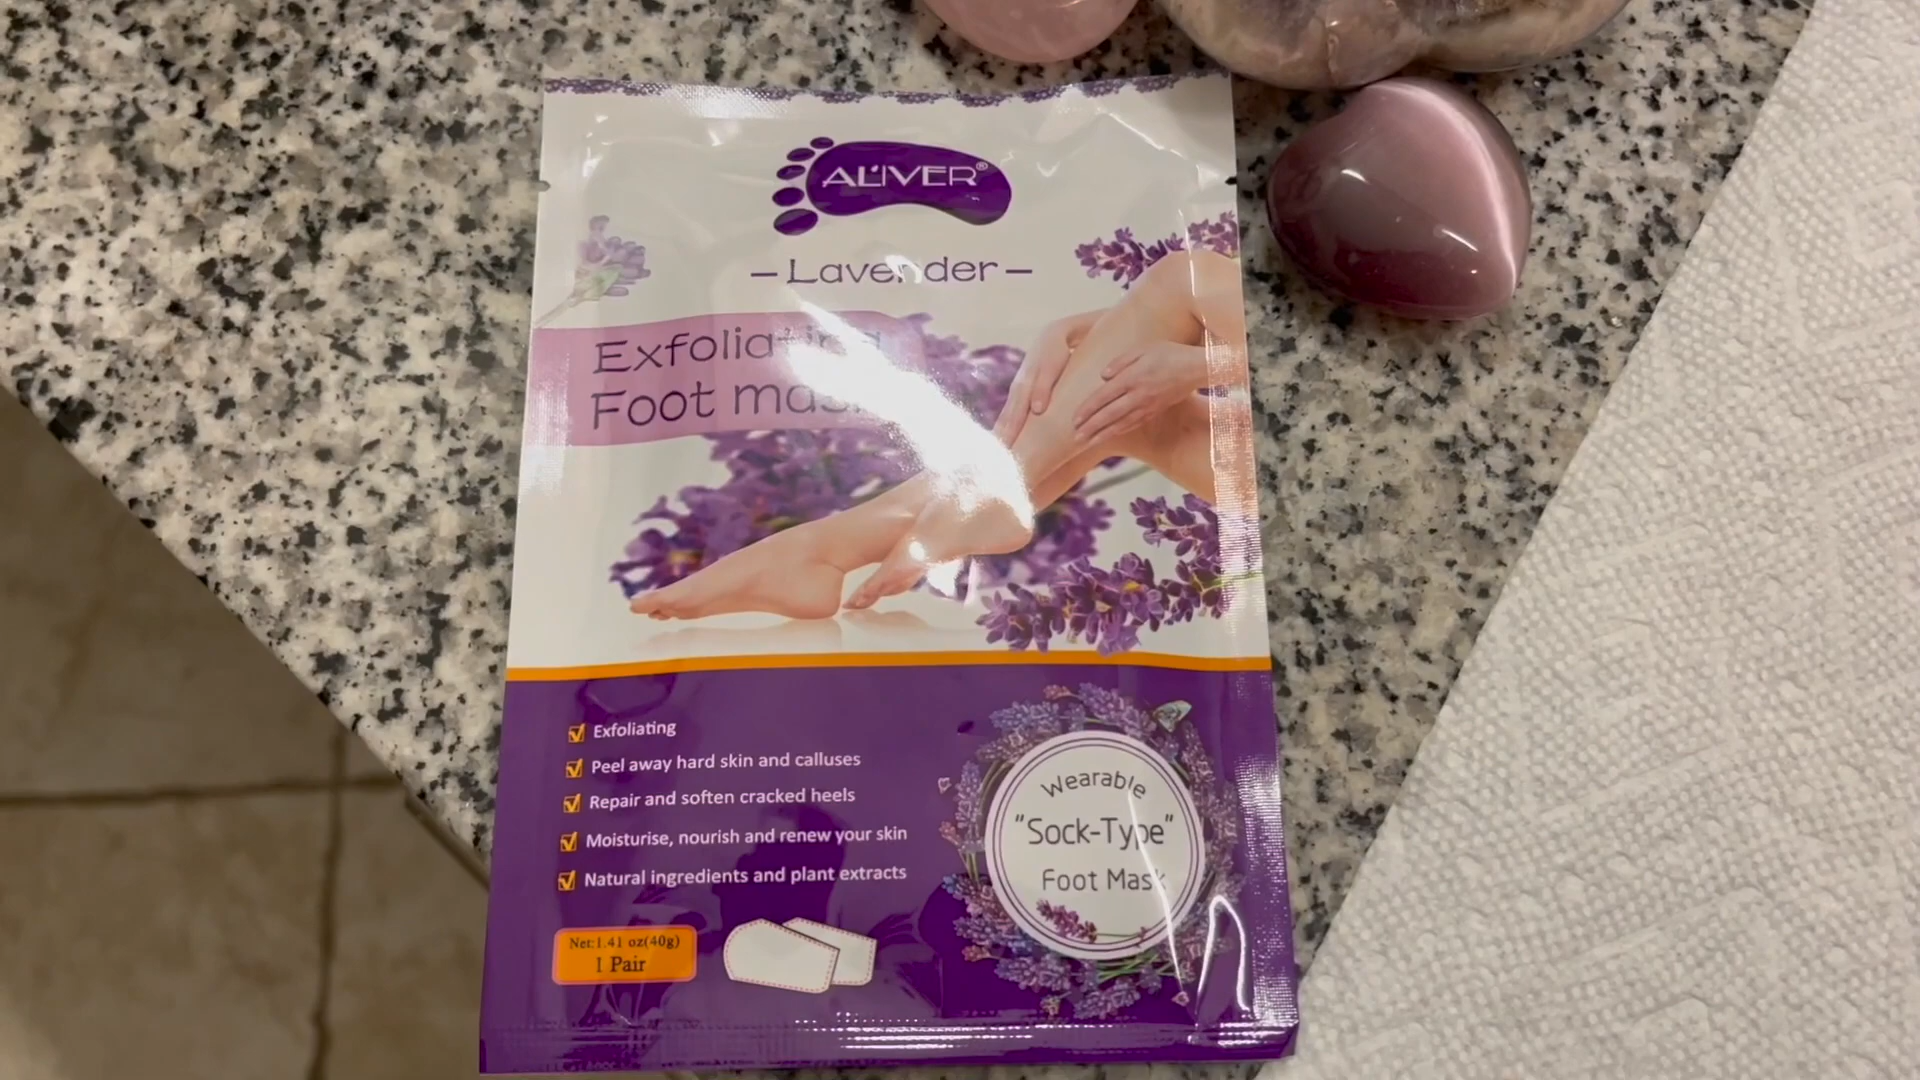 ALIVER®
– Lavender –
Exfoliating
Foot mask
Exfoliating
Peel away hard skin and calluses
Repair and soften cracked heels
Moisturise, nourish and renew your skin
Natural ingredients and plant extracts
Net:1.41 oz(40g)
1 Pair
Wearable
"Sock-Type"
Foot Mask